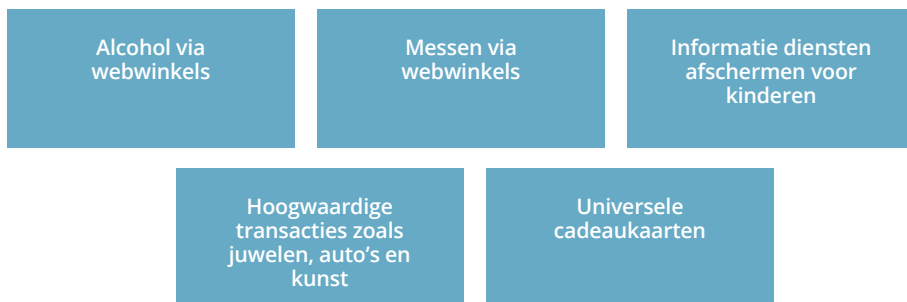 Alcohol via
webwinkels
Messen via
webwinkels
Informatie diensten
afschermen voor
kinderen
Hoogwaardige
transacties zoals
juwelen, auto's en
kunst
Universele
cadeaukaarten